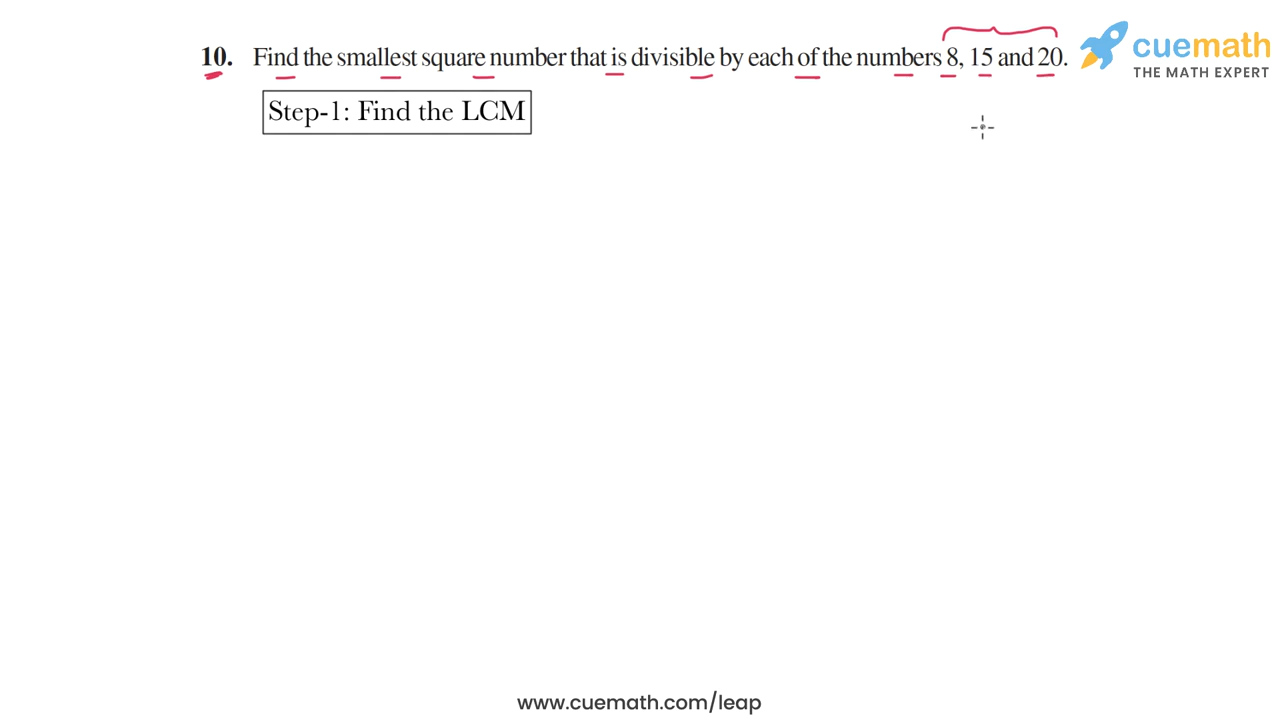 10. Find the smallest square number that is divisible by each of the numbers 8, 15 and 20.
cuemath
THE MATH EXPERT
Step-1: Find the LCM
www.cuemath.com/leap